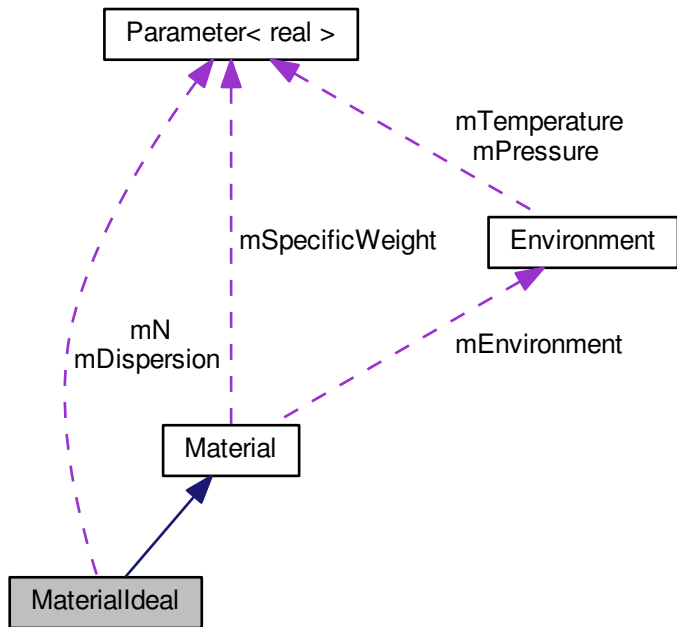 Parameter< real >
mTemperature
mPressure
mSpecificWeight
Environment
mN
mDispersion
mEnvironment
Material
MaterialIdeal